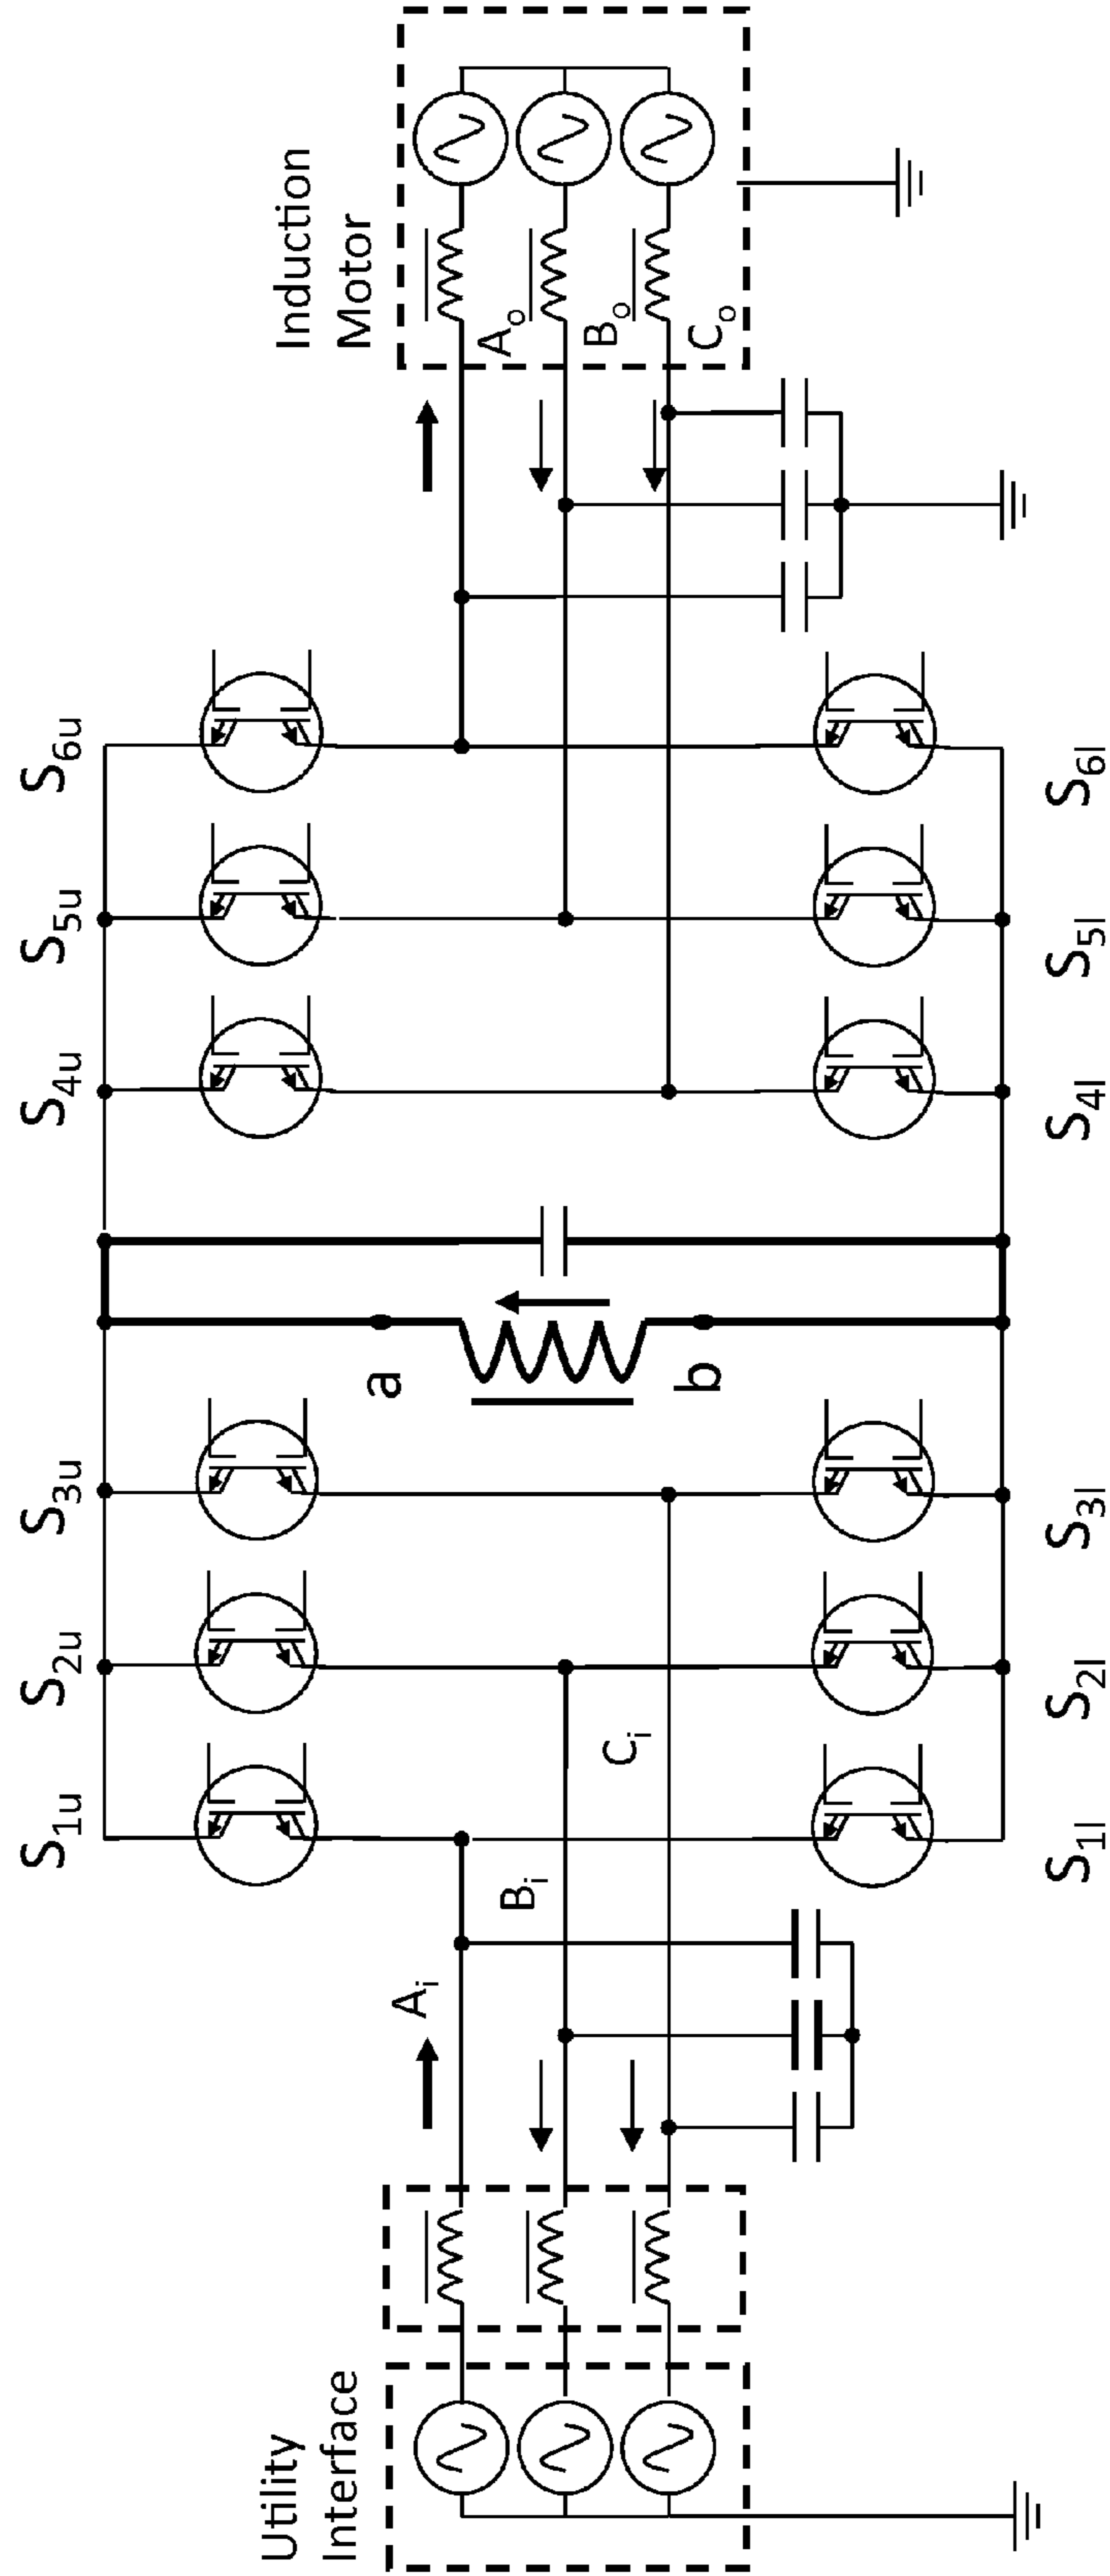 S1u
S2u
S3u
S4u
S5u
S6u
Utility
Interface
Induction
Motor
Ai
Bi
Ci
a
b
Ao
Bo
Co
S1l
S2l
S3l
S4l
S5l
S6l